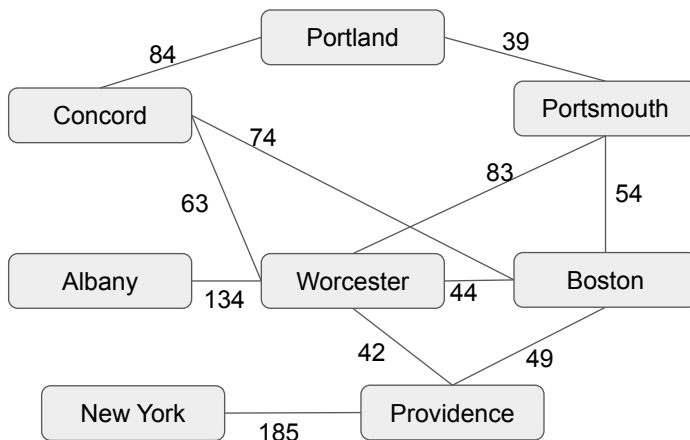 Portland
84
39
Concord
Portsmouth
74
83
63
54
Albany
Worcester
Boston
134
44
42
49
New York
Providence
185